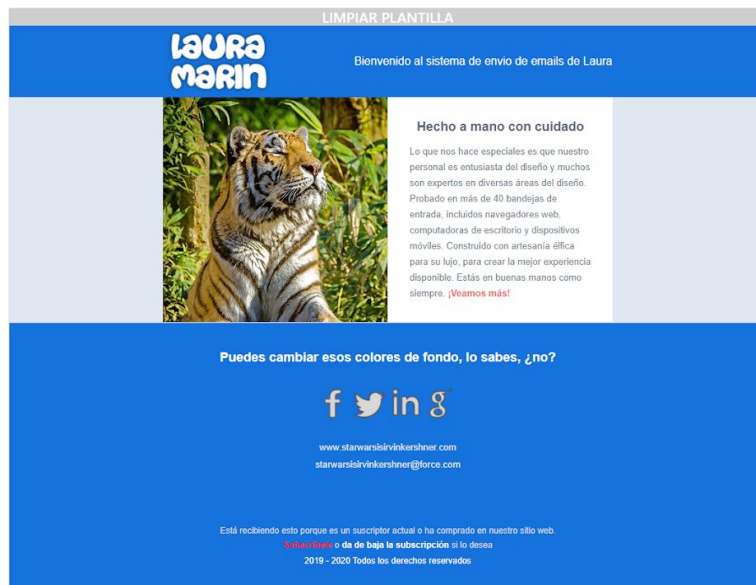 LIMPIAR PLANTILLA
LAURA
MARIN
Bienvenido al sistema de envio de emails de Laura
Hecho a mano con cuidado
Lo que nos hace especiales es que nuestro
personal es entusiasta del diseño y muchos
son expertos en diversas áreas del diseño.
Probado en más de 40 bandejas de
entrada, incluidos navegadores web,
computadoras de escritorio y dispositivos
móviles. Construido con artesanía élfica
para su lujo, para crear la mejor experiencia
disponible. Estás en buenas manos como
siempre. ¡Veamos más!
Puedes cambiar esos colores de fondo, lo sabes, ¿no?
f in g+
www.starwarsisirvinkershner.com
starwarsisirvinkershner@force.com
Está recibiendo esto porque es un suscriptor actual o ha comprado en nuestro sitio web.
o da de baja la subscripción si lo desea
2019 - 2020 Todos los derechos reservados